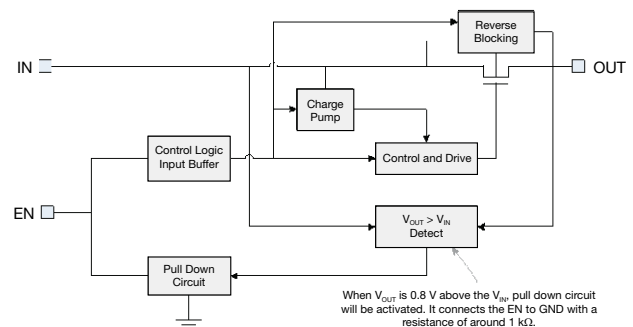 Reverse
Blocking
IN
OUT
Charge
Pump
Control Logic
Input Buffer
Control and Drive
EN
VOUT > VIN
Detect
Pull Down
Circuit
When VOUT is 0.8 V above the VIN, pull down circuit
will be activated. It connects the EN to GND with a
resistance of around 1 kΩ.